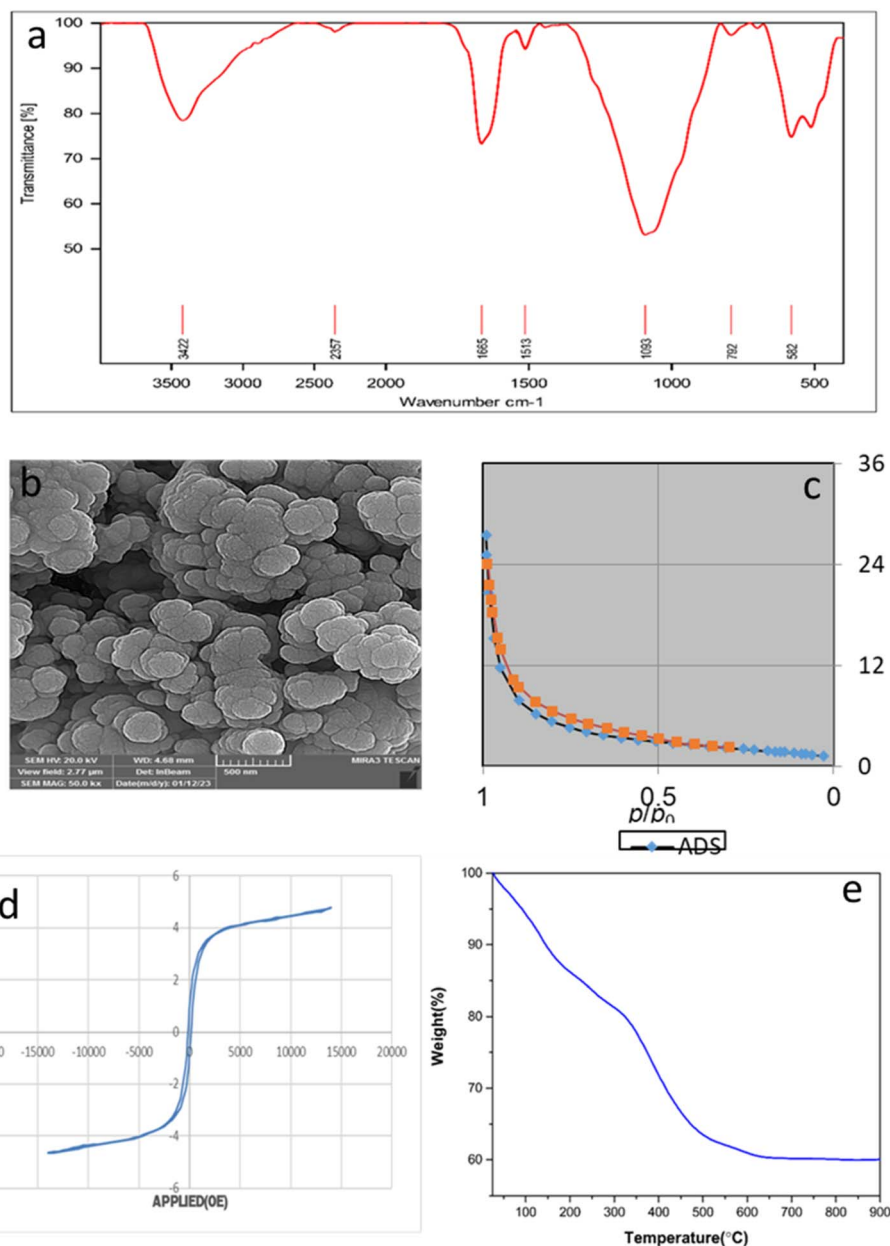 a
100
90
80
70
60
50
Transmittance [%]
3422
2357
1665
1513
1093
792
582
3500 3000 2500 2000 1500 1000 500
Wavenumber cm-1
b
SEM HV: 20.0 kV WD: 4.68 mm MIRA3 TESCAN
View field: 2.77 µm Det: InBeam 500 nm
SEM MAG: 50.0 kx Date(m/d/y): 01/12/23
c
36
24
12
0
1 0.5 0
p/p0
ADS
d
6
4
2
0
-2
-4
-6
-15000 -10000 -5000 0 5000 10000 15000 20000
APPLIED(0E)
e
100
90
80
70
60
Weight(%)
100 200 300 400 500 600 700 800 900
Temperature(°C)